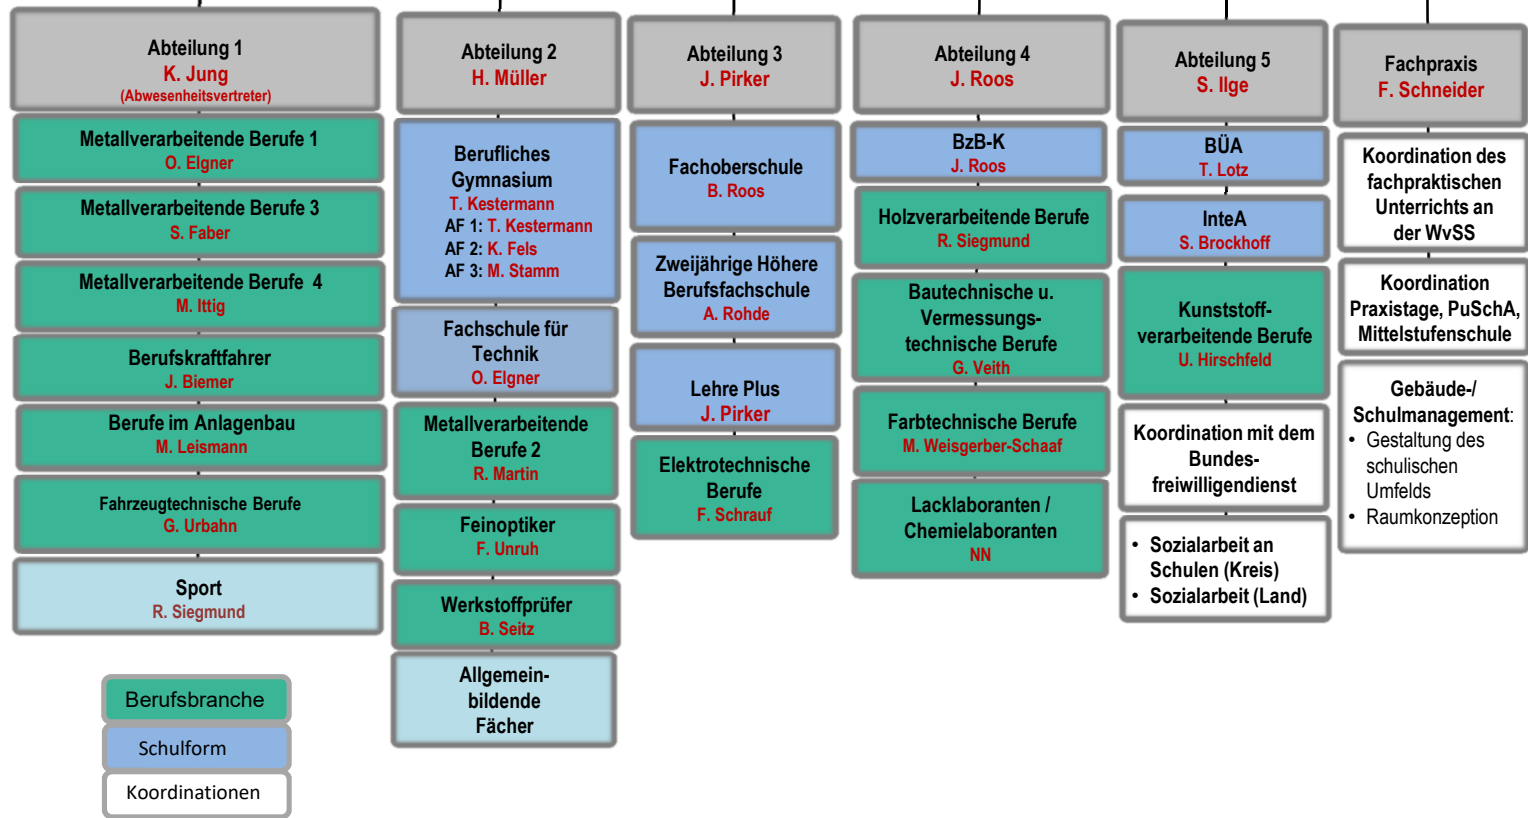 Abteilung 1
K. Jung
(Abwesenheitsvertreter)
Metallverarbeitende Berufe 1
O. Elgner
Metallverarbeitende Berufe 3
S. Faber
Metallverarbeitende Berufe 4
M. Ittig
Berufskraftfahrer
J. Biemer
Berufe im Anlagenbau
M. Leismann
Fahrzeugtechnische Berufe
G. Urbahn
Sport
R. Siegmund
Abteilung 2
H. Müller
Berufliches
Gymnasium
T. Kestermann
AF 1: T. Kestermann
AF 2: K. Fels
AF 3: M. Stamm
Fachschule für
Technik
O. Elgner
Metallverarbeitende
Berufe 2
R. Martin
Feinoptiker
F. Unruh
Werkstoffprüfer
B. Seitz
Allgemein-
bildende
Fächer
Abteilung 3
J. Pirker
Fachoberschule
B. Roos
Zweijährige Höhere
Berufsfachschule
A. Rohde
Lehre Plus
J. Pirker
Elektrotechnische
Berufe
F. Schrauf
Abteilung 4
J. Roos
BzB-K
J. Roos
Holzverarbeitende Berufe
R. Siegmund
Bautechnische u.
Vermessungs-
technische Berufe
G. Veith
Farbtechnische Berufe
M. Weisgerber-Schaaf
Lacklaboranten /
Chemielaboranten
NN
Abteilung 5
S. Ilge
BÜA
T. Lotz
InteA
S. Brockhoff
Kunststoff-
verarbeitende Berufe
U. Hirschfeld
Koordination mit dem
Bundes-
freiwilligendienst
• Sozialarbeit an
Schulen (Kreis)
• Sozialarbeit (Land)
Fachpraxis
F. Schneider
Koordination des
fachpraktischen
Unterrichts an
der WvSS
Koordination
Praxistage, PuSchA,
Mittelstufenschule
Gebäude-/
Schulmanagement:
• Gestaltung des
schulischen
Umfelds
• Raumkonzeption
Berufsbranche
Schulform
Koordinationen